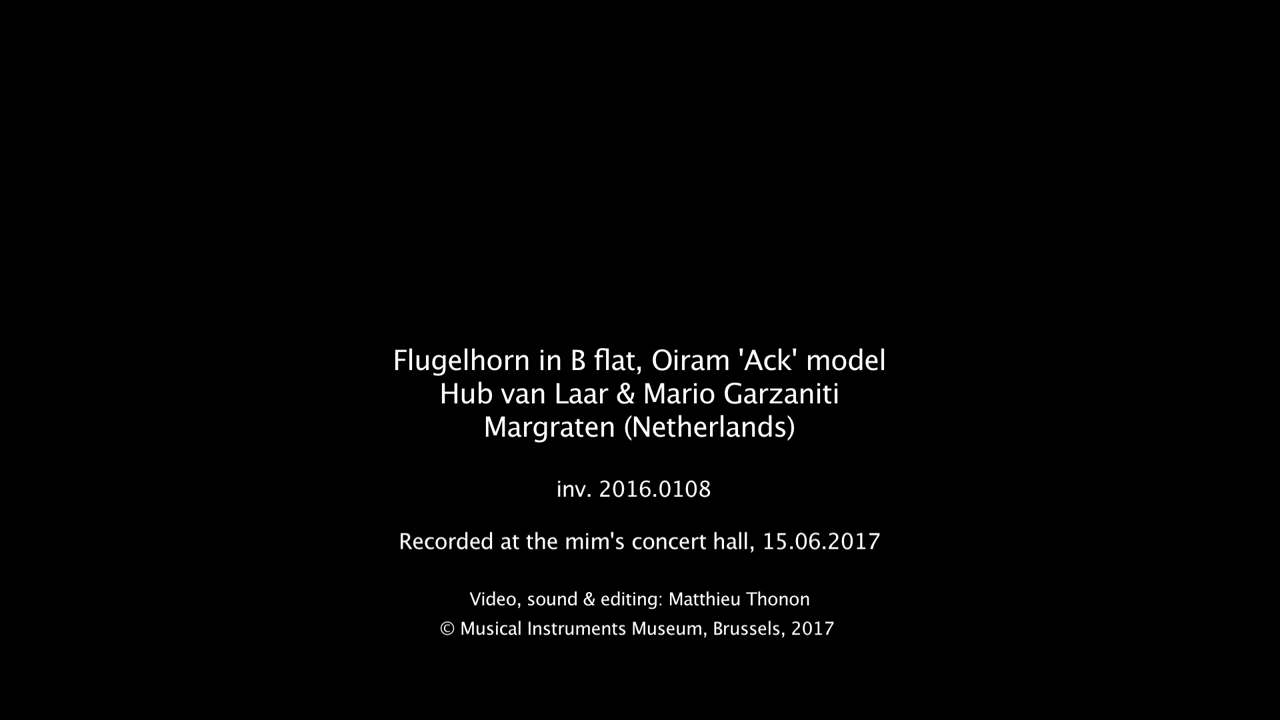 Flugelhorn in B flat, Oiram 'Ack' model
Hub van Laar & Mario Garzaniti
Margraten (Netherlands)
inv. 2016.0108
Recorded at the mim's concert hall, 15.06.2017
Video, sound & editing: Matthieu Thonon
© Musical Instruments Museum, Brussels, 2017